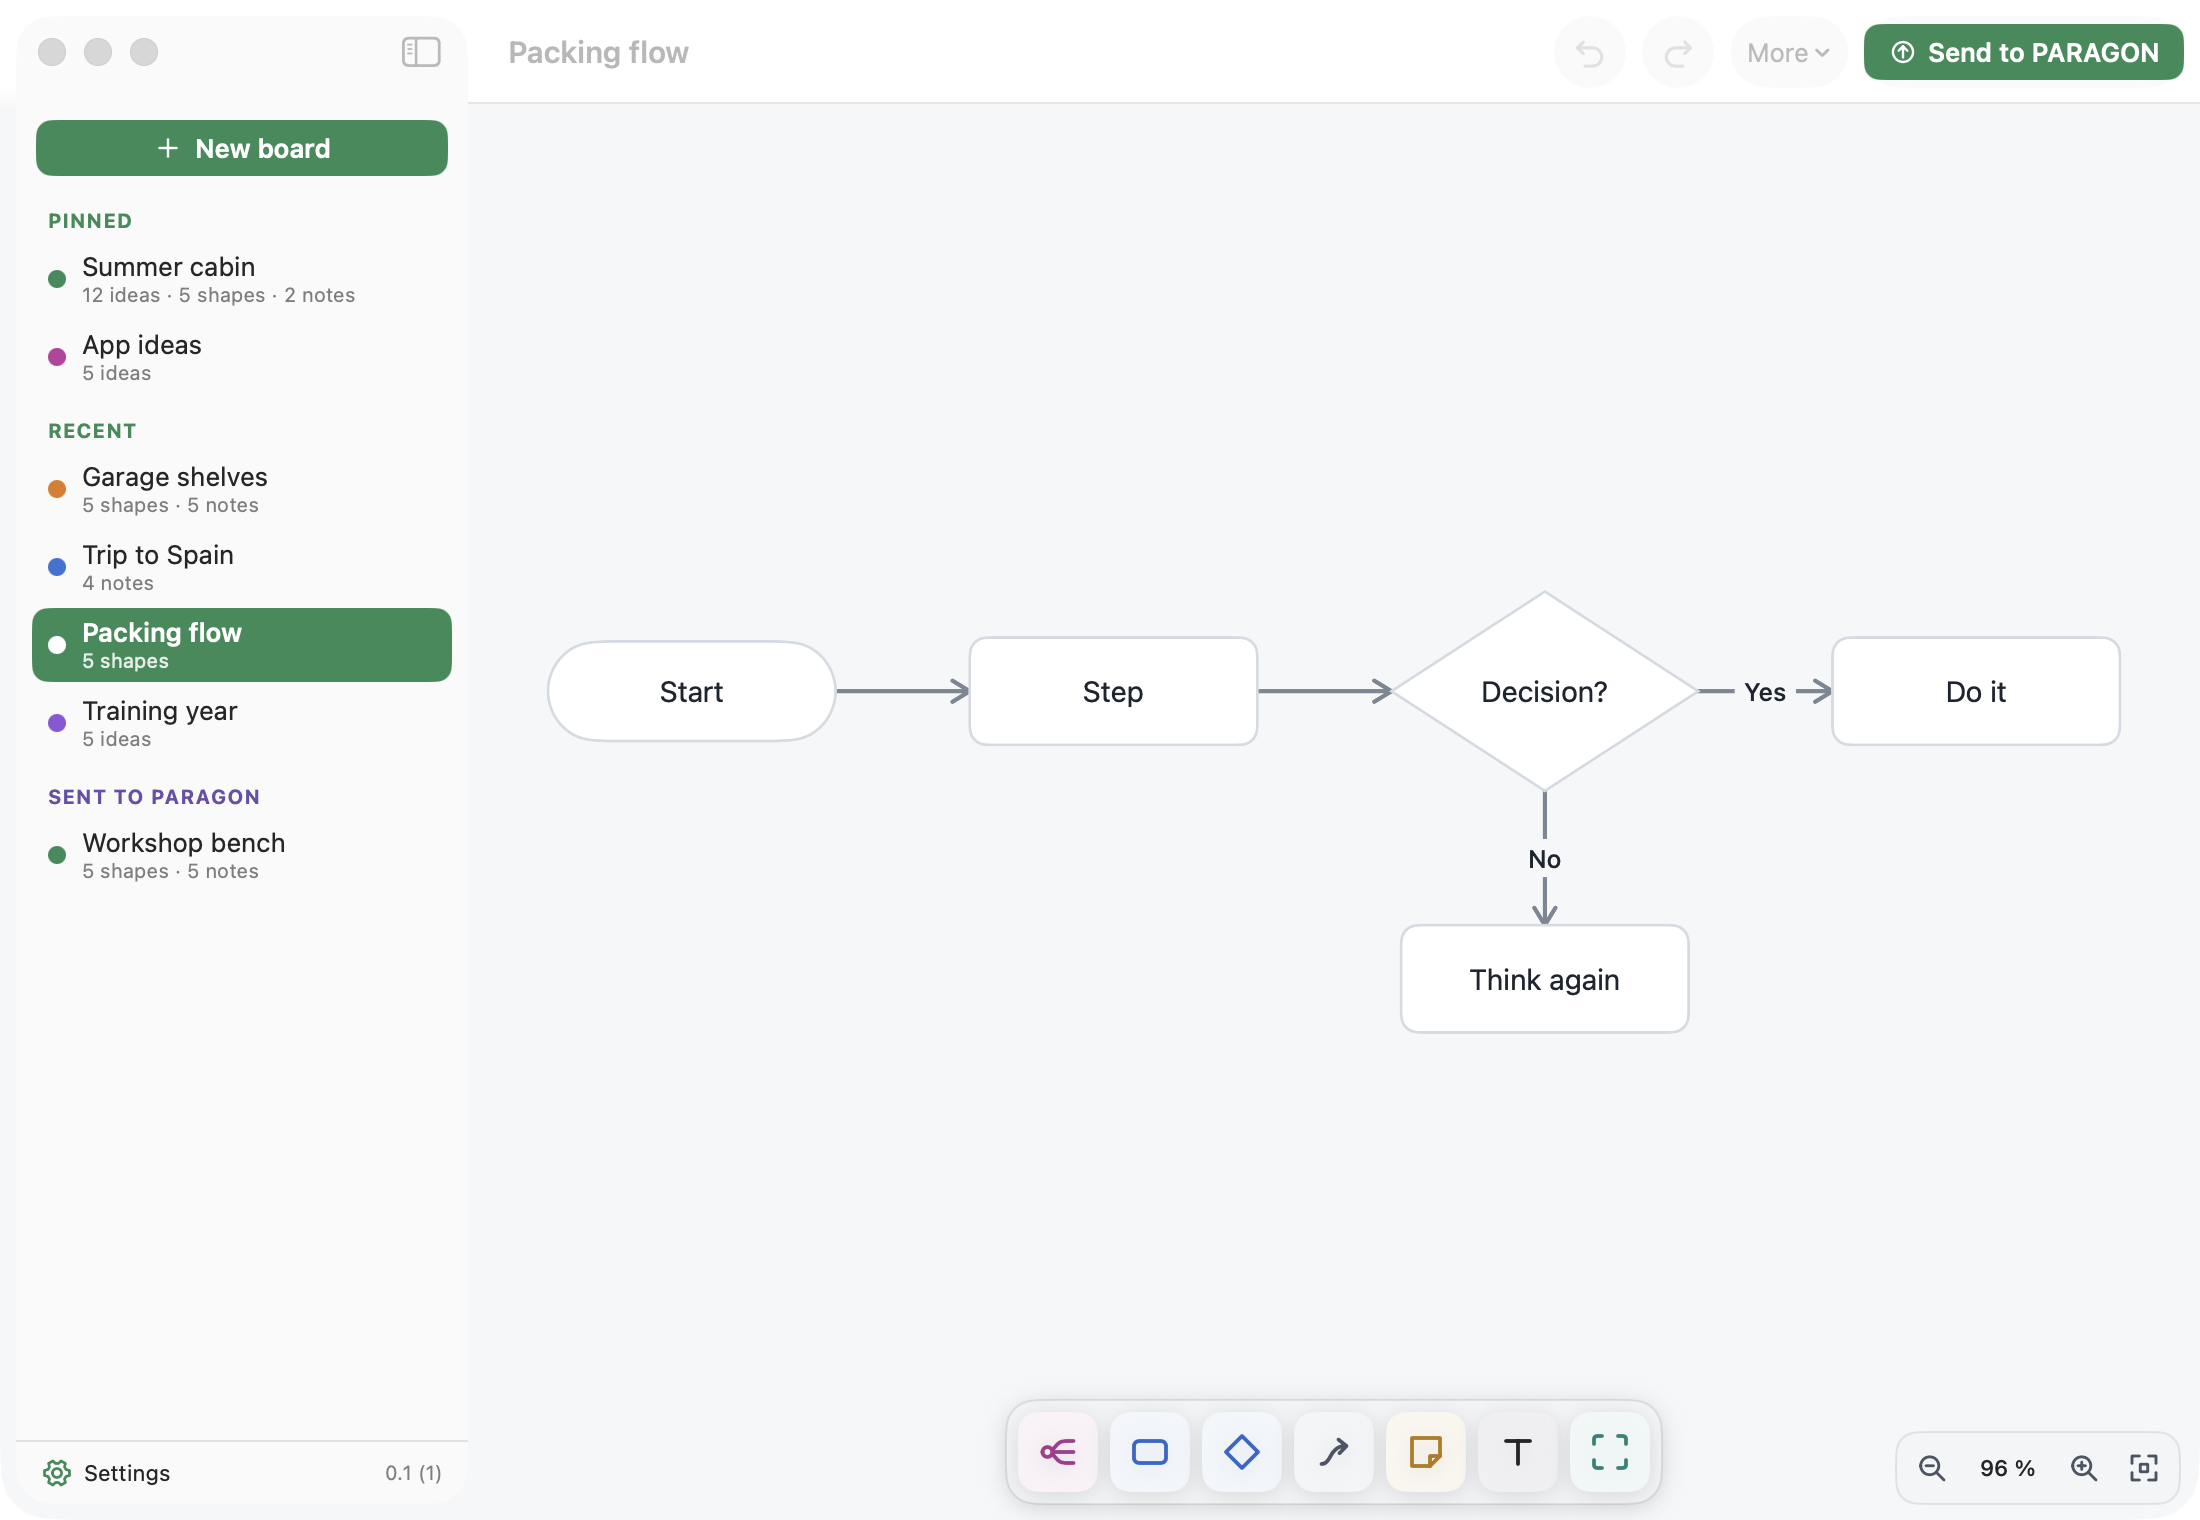 Packing flow
More
Send to PARAGON
New board
PINNED
Summer cabin
12 ideas · 5 shapes · 2 notes
App ideas
5 ideas
RECENT
Garage shelves
5 shapes · 5 notes
Trip to Spain
4 notes
Packing flow
5 shapes
Training year
5 ideas
SENT TO PARAGON
Workshop bench
5 shapes · 5 notes
Settings
0.1 (1)
Start
Step
Decision?
Yes
Do it
No
Think again
T
96 %